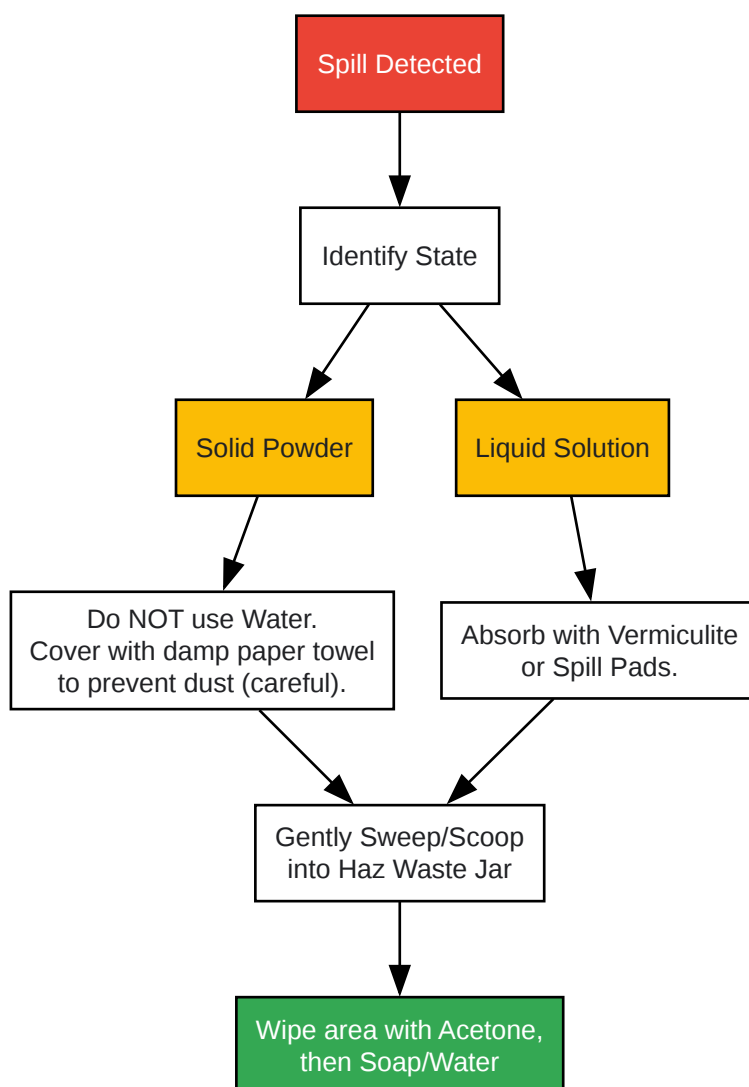 Spill Detected
Identify State
Solid Powder
Liquid Solution
Do NOT use Water.
Cover with damp paper towel
to prevent dust (careful).
Absorb with Vermiculite
or Spill Pads.
Gently Sweep/Scoop
into Haz Waste Jar
Wipe area with Acetone,
then Soap/Water